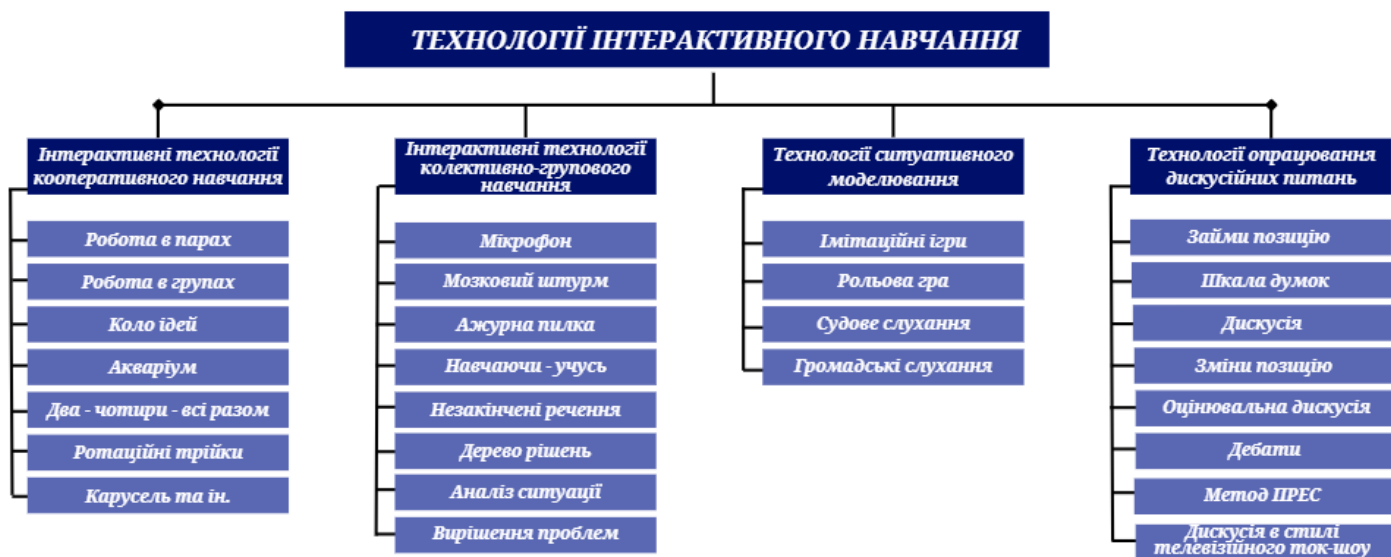 ТЕХНОЛОГІЇ ІНТЕРАКТИВНОГО НАВЧАННЯ
Інтерактивні технології
кооперативного навчання
Робота в парах
Робота в групах
Коло ідей
Акваріум
Два - чотири - всі разом
Ротаційні трійки
Карусель та ін.
Інтерактивні технології
колективно-групового
навчання
Мікрофон
Мозковий штурм
Ажурна пилка
Навчаючи - учусь
Незакінчені речення
Дерево рішень
Аналіз ситуації
Вирішення проблем
Технології ситуативного
моделювання
Імітаційні ігри
Рольова гра
Судове слухання
Громадські слухання
Технології опрацювання
дискусійних питань
Займи позицію
Шкала думок
Дискусія
Зміни позицію
Оцінювальна дискусія
Дебати
Метод ПРЕС
Дискусія в стилі
телевізійного ток-шоу